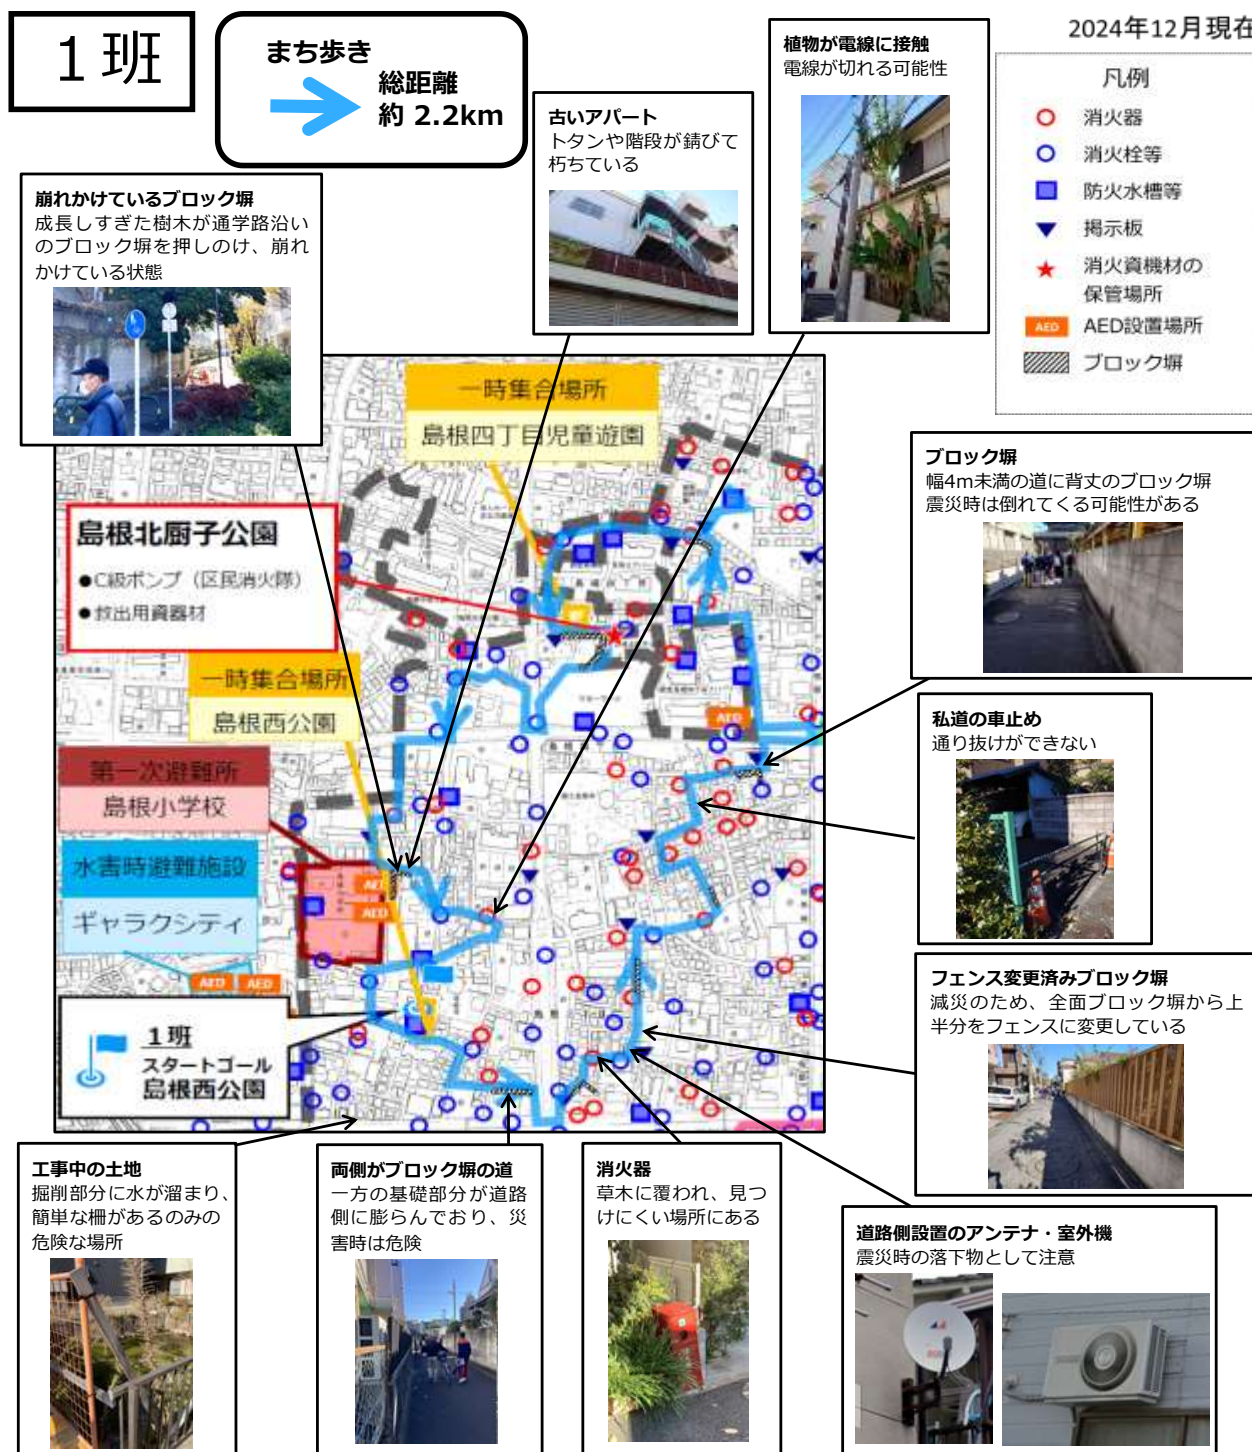 1班
まち歩き
総距離
約 2.2km
2024年12月現在
凡例
消火器
消火栓等
防火水槽等
掲示板
消火資機材の
保管場所
AED
AED設置場所
ブロック塀
植物が電線に接触
電線が切れる可能性
古いアパート
トタンや階段が錆びて
朽ちている
崩れかけているブロック塀
成長しすぎた樹木が通学路沿い
のブロック塀を押しのけ、崩れ
かけている状態
一時集合場所
島根四丁目児童遊園
島根北厨子公園
●C級ポンプ（区民消火隊）
●救出用資器材
一時集合場所
島根西公園
第一次避難所
島根小学校
水害時避難施設
ギャラクシティ
AED
AED
AED
AED
AED
1班
スタートゴール
島根西公園
ブロック塀
幅4m未満の道に背丈のブロック塀
震災時は倒れてくる可能性がある
私道の車止め
通り抜けができない
フェンス変更済みブロック塀
減災のため、全面ブロック塀から上
半分をフェンスに変更している
工事中の土地
掘削部分に水が溜まり、
簡単な柵があるのみの
危険な場所
両側がブロック塀の道
一方の基礎部分が道路
側に膨らんでおり、災
害時は危険
消火器
草木に覆われ、見つ
けにくい場所にある
道路側設置のアンテナ・室外機
震災時の落下物として注意